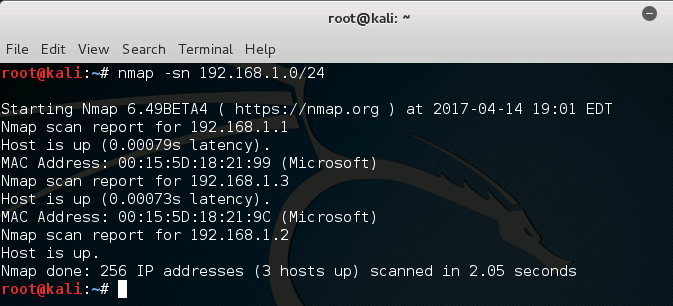 root@kali: ~
File Edit View Search Terminal Help
root@kali:~# nmap -sn 192.168.1.0/24
Starting Nmap 6.49BETA4 ( https://nmap.org ) at 2017-04-14 19:01 EDT
Nmap scan report for 192.168.1.1
Host is up (0.00079s latency).
MAC Address: 00:15:5D:18:21:99 (Microsoft)
Nmap scan report for 192.168.1.3
Host is up (0.00073s latency).
MAC Address: 00:15:5D:18:21:9C (Microsoft)
Nmap scan report for 192.168.1.2
Host is up.
Nmap done: 256 IP addresses (3 hosts up) scanned in 2.05 seconds
root@kali:~#